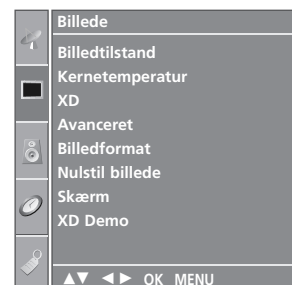 Billede
Billedtilstand
Kernetemperatur
XD
Avanceret
Billedformat
Nulstil billede
Skærm
XD Demo
▲▼ ◄► OK MENU